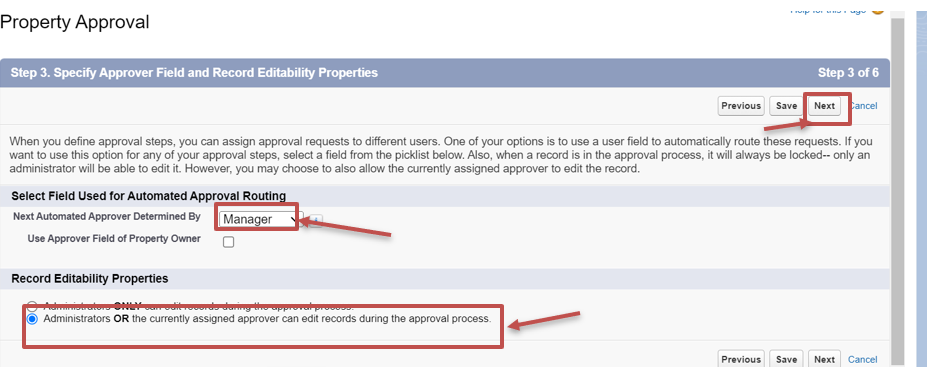 Help for this Page
Property Approval
Step 3. Specify Approver Field and Record Editability Properties Step 3 of 6
Previous Save Next Cancel
When you define approval steps, you can assign approval requests to different users. One of your options is to use a user field to automatically route these requests. If you
want to use this option for any of your approval steps, select a field from the picklist below. Also, when a record is in the approval process, it will always be locked-- only an
administrator will be able to edit it. However, you may choose to also allow the currently assigned approver to edit the record.
Select Field Used for Automated Approval Routing
Next Automated Approver Determined By Manager
Use Approver Field of Property Owner
Record Editability Properties
Administrators ONLY can edit records during the approval process.
Administrators OR the currently assigned approver can edit records during the approval process.
Previous Save Next Cancel